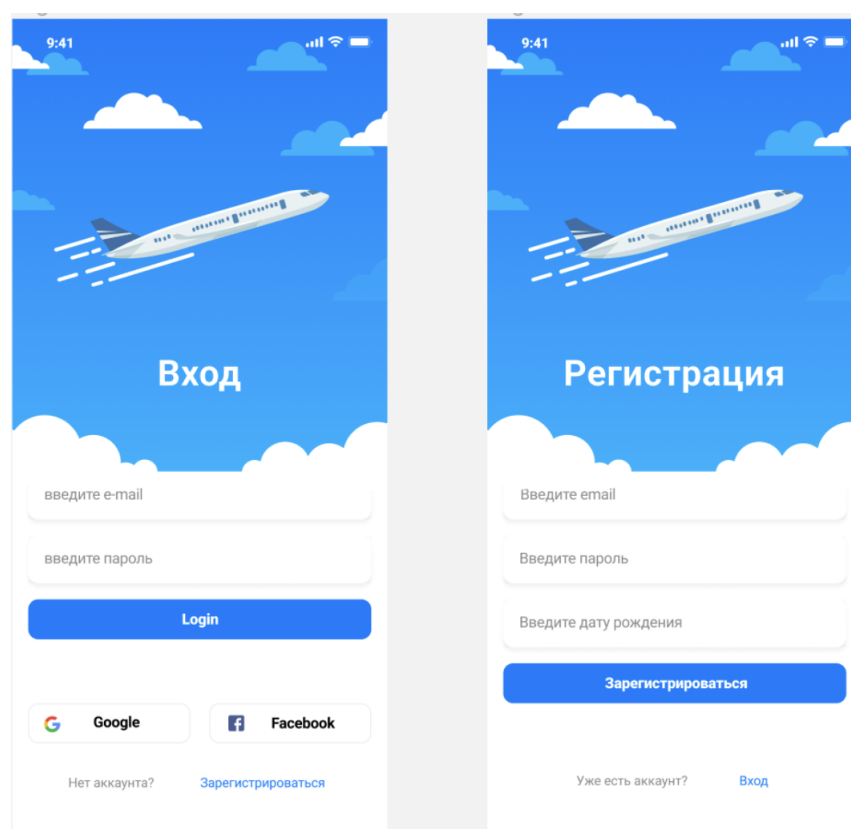 9:41
Вход
введите e-mail
введите пароль
Login
Google
Facebook
Нет аккаунта?
Зарегистрироваться
9:41
Регистрация
Введите email
Введите пароль
Введите дату рождения
Зарегистрироваться
Уже есть аккаунт?
Вход